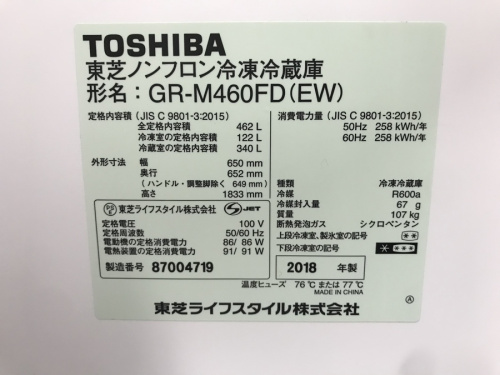 TOSHIBA
東芝ノンフロン冷凍冷蔵庫
形名：GR-M460FD(EW)
定格内容積 (JIS C 9801-3:2015)
全定格内容積 462 L
冷凍室の定格内容積 122 L
冷蔵室の定格内容積 340 L
外形寸法 幅 650 mm
奥行 652 mm
(ハンドル・調整脚除く 649 mm)
高さ 1833 mm
PS E 東芝ライフスタイル株式会社 S JET
定格電圧 100 V
定格周波数 50/60 Hz
電動機の定格消費電力 86/ 86 W
電熱装置の定格消費電力 91/ 91 W
製造番号 87004719
消費電力量 (JIS C 9801-3:2015)
50Hz 258 kWh/年
60Hz 258 kWh/年
種類 冷凍冷蔵庫
冷媒 R600a
冷媒封入量 67 g
質量 107 kg
断熱発泡ガス シクロペンタン
上段冷凍室、製氷室の記号
下段冷凍室の記号
2018 年製
温度ヒューズ 76 ℃ または 77 ℃
MADE IN CHINA
東芝ライフスタイル株式会社
Ⓐ